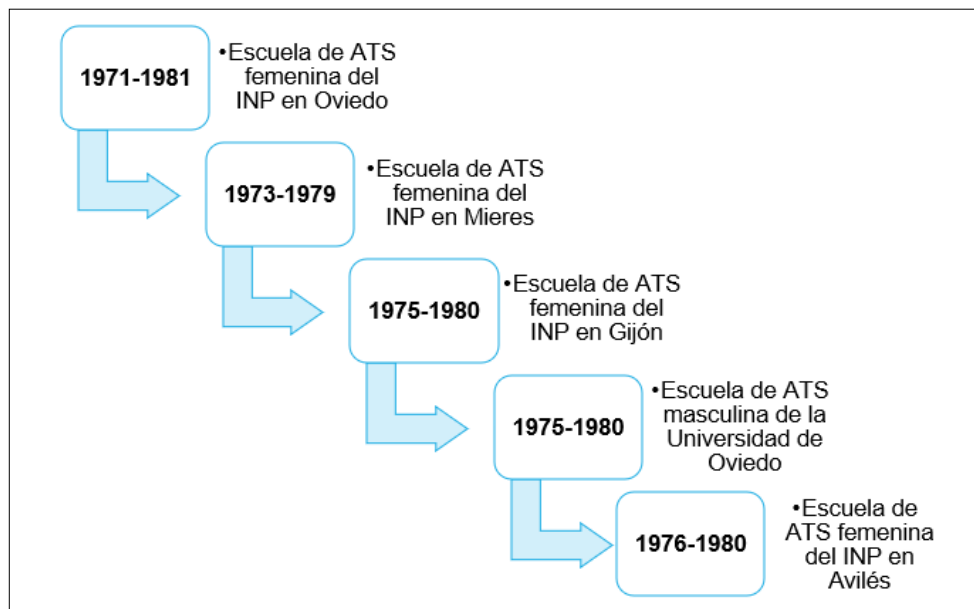 1971-1981
•Escuela de ATS
femenina del
INP en Oviedo
1973-1979
•Escuela de ATS
femenina del
INP en Mieres
1975-1980
•Escuela de ATS
femenina del
INP en Gijón
1975-1980
•Escuela de ATS
masculina de la
Universidad de
Oviedo
1976-1980
•Escuela de
ATS femenina
del INP en
Avilés